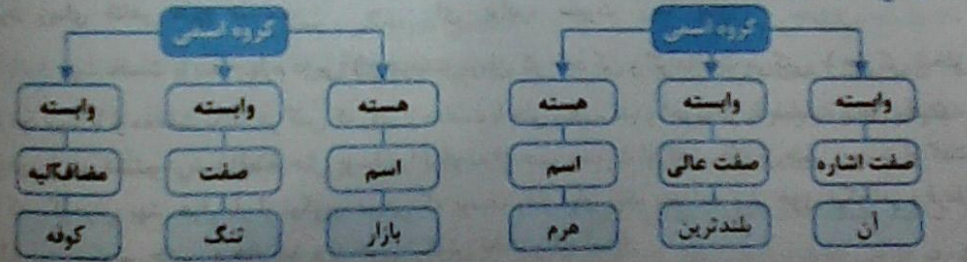 گروه اسمی
وابسته وابسته هسته
صفت اشاره صفت عالی اسم
آن بلندترین هرم
گروه اسمی
هسته وابسته وابسته
اسم صفت مضاف‌الیه
بازار تنگ کوفه